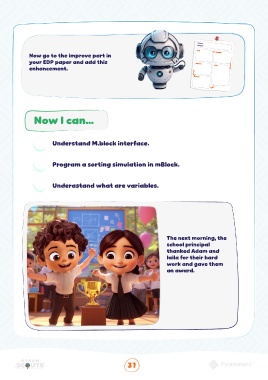 Now go to the improve part in
your EDP paper and add this
enhancement.
Now I can...
Understand M.block interface.
Program a sorting simulation in mBlock.
Underastand what are variables.
The next morning, the
school principal
thanked Adam and
laila for their hard
work and gave them
an award.
SCOUTS
37